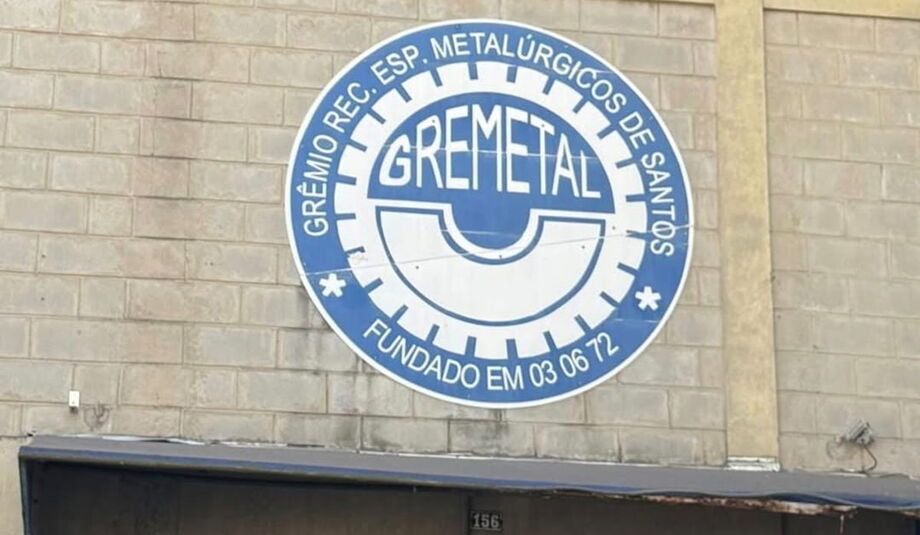 GRÊMIO REC. ESP. METALÚRGICOS DE SANTOS
GREMETAL
* *
FUNDADO EM 03 06 72
156